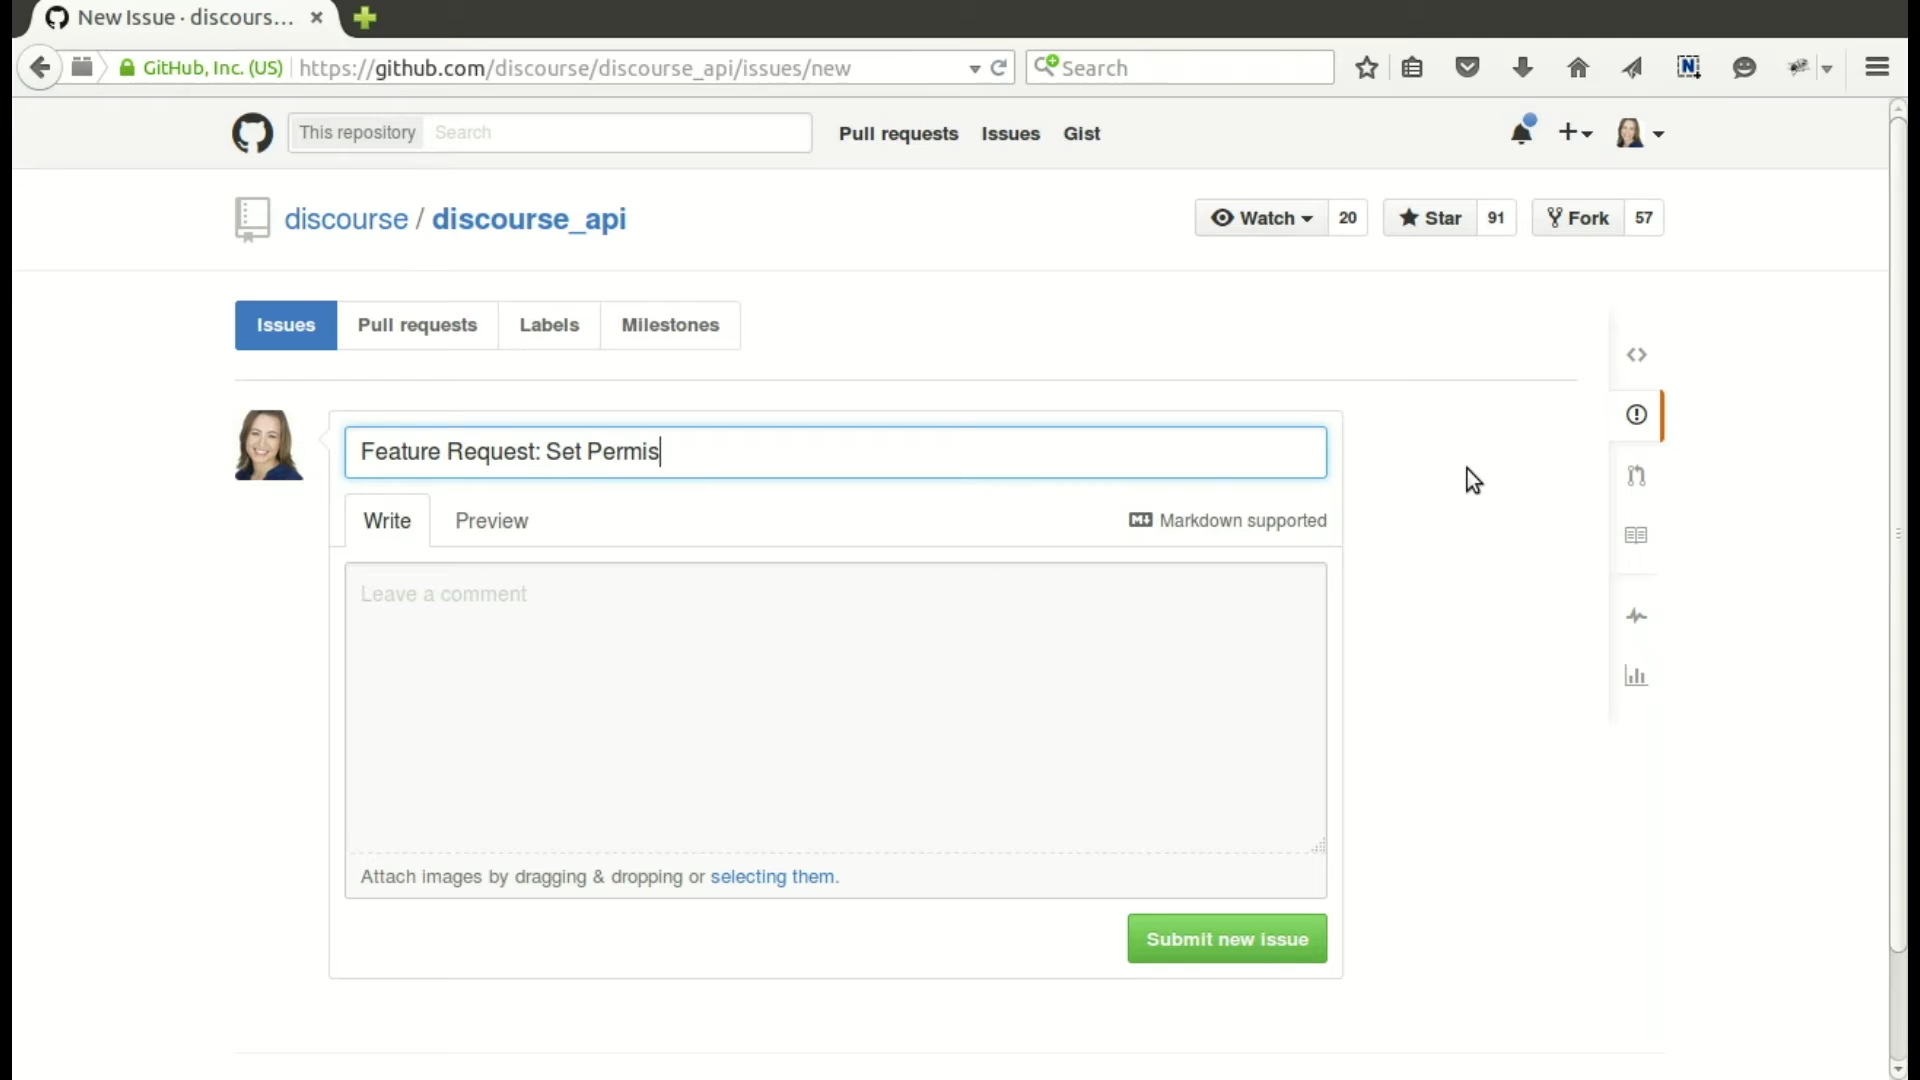 New Issue · discours...
GitHub, Inc. (US) https://github.com/discourse/discourse_api/issues/new Search
This repository Search Pull requests Issues Gist
discourse / discourse_api Watch 20 Star 91 Fork 57
Issues Pull requests Labels Milestones
Feature Request: Set Permis
Write Preview Markdown supported
Leave a comment
Attach images by dragging & dropping or selecting them.
Submit new issue